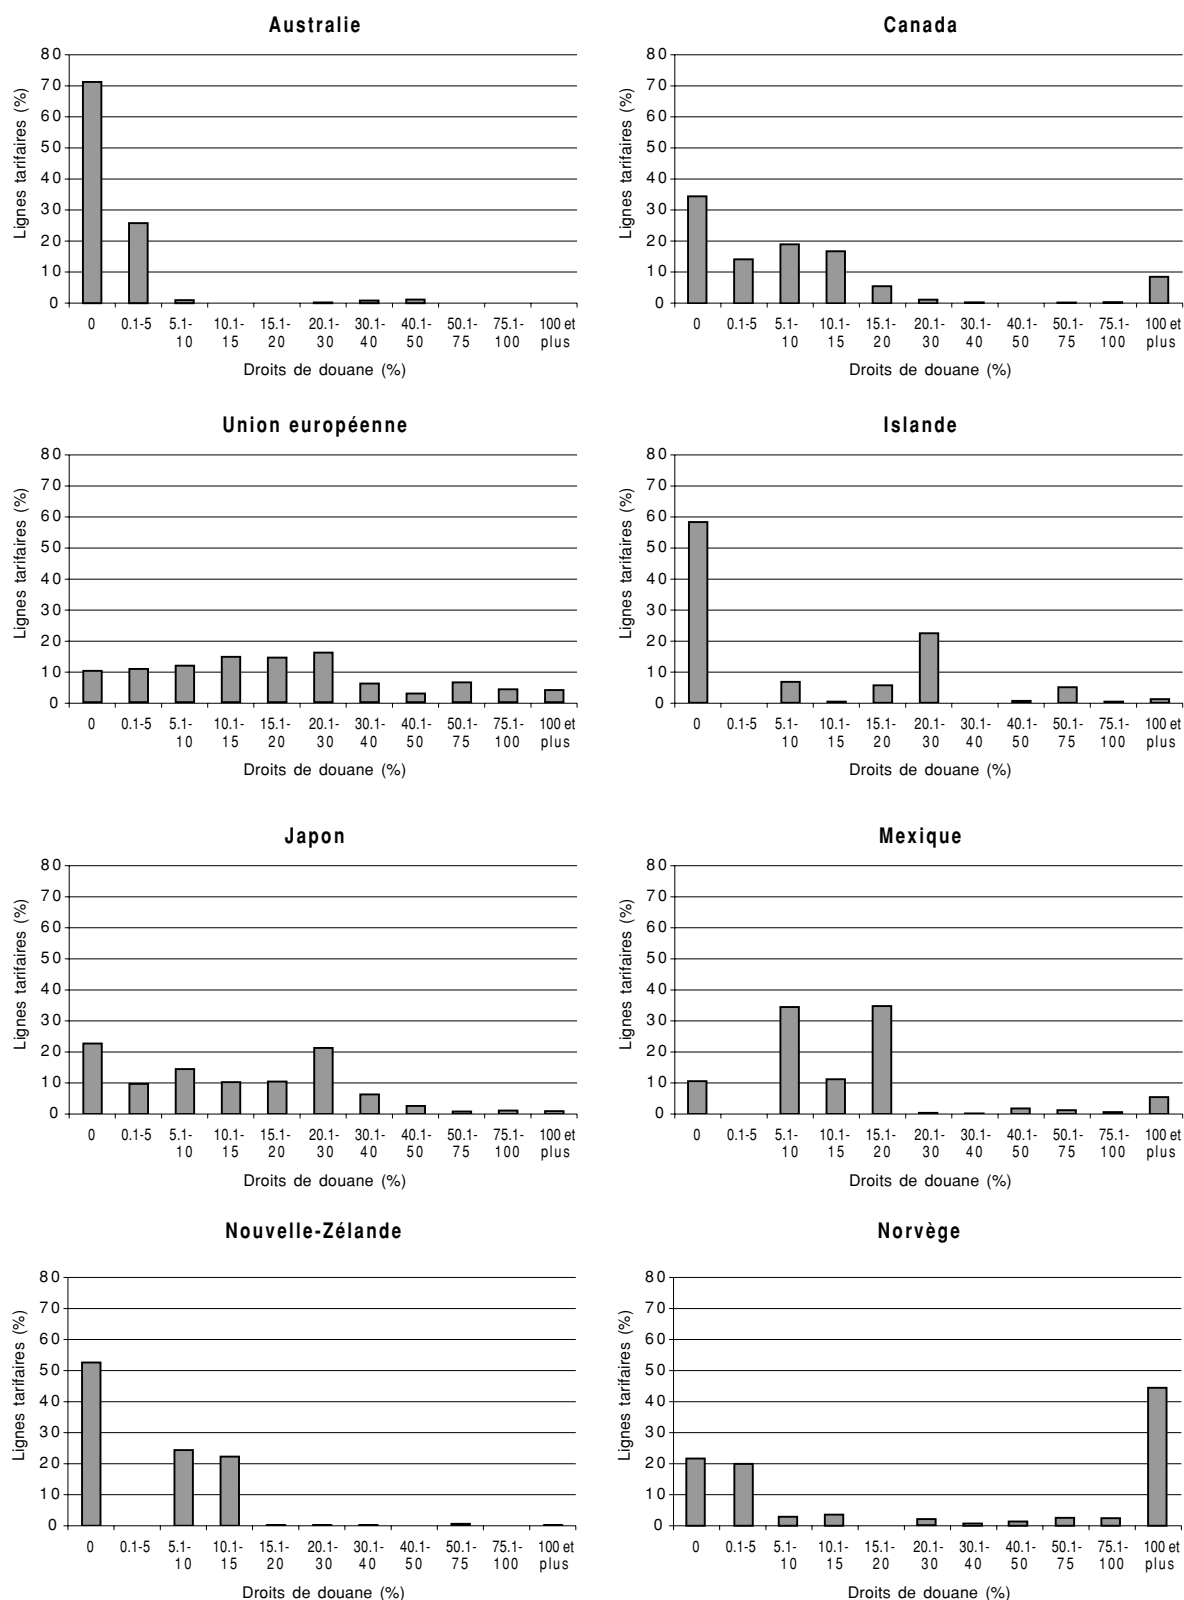 Australie
Lignes tarifaires (%)
80
70
60
50
40
30
20
10
0
0 0.1-5 5.1- 10.1- 15.1- 20.1- 30.1- 40.1- 50.1- 75.1- 100 et
10 15 20 30 40 50 75 100 plus
Droits de douane (%)
Canada
Lignes tarifaires (%)
80
70
60
50
40
30
20
10
0
0 0.1-5 5.1- 10.1- 15.1- 20.1- 30.1- 40.1- 50.1- 75.1- 100 et
10 15 20 30 40 50 75 100 plus
Droits de douane (%)
Union européenne
Lignes tarifaires (%)
80
70
60
50
40
30
20
10
0
0 0.1-5 5.1- 10.1- 15.1- 20.1- 30.1- 40.1- 50.1- 75.1- 100 et
10 15 20 30 40 50 75 100 plus
Droits de douane (%)
Islande
Lignes tarifaires (%)
80
70
60
50
40
30
20
10
0
0 0.1-5 5.1- 10.1- 15.1- 20.1- 30.1- 40.1- 50.1- 75.1- 100 et
10 15 20 30 40 50 75 100 plus
Droits de douane (%)
Japon
Lignes tarifaires (%)
80
70
60
50
40
30
20
10
0
0 0.1-5 5.1- 10.1- 15.1- 20.1- 30.1- 40.1- 50.1- 75.1- 100 et
10 15 20 30 40 50 75 100 plus
Droits de douane (%)
Mexique
Lignes tarifaires (%)
80
70
60
50
40
30
20
10
0
0 0.1-5 5.1- 10.1- 15.1- 20.1- 30.1- 40.1- 50.1- 75.1- 100 et
10 15 20 30 40 50 75 100 plus
Droits de douane (%)
Nouvelle-Zélande
Lignes tarifaires (%)
80
70
60
50
40
30
20
10
0
0 0.1-5 5.1- 10.1- 15.1- 20.1- 30.1- 40.1- 50.1- 75.1- 100 et
10 15 20 30 40 50 75 100 plus
Droits de douane (%)
Norvège
Lignes tarifaires (%)
80
70
60
50
40
30
20
10
0
0 0.1-5 5.1- 10.1- 15.1- 20.1- 30.1- 40.1- 50.1- 75.1- 100 et
10 15 20 30 40 50 75 100 plus
Droits de douane (%)